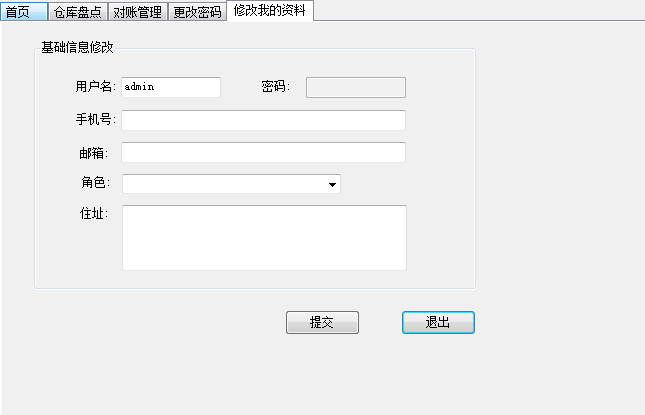 首页 仓库盘点 对账管理 更改密码 修改我的资料
基础信息修改
用户名: admin 密码:
手机号:
邮箱:
角色:
住址:
提交 退出